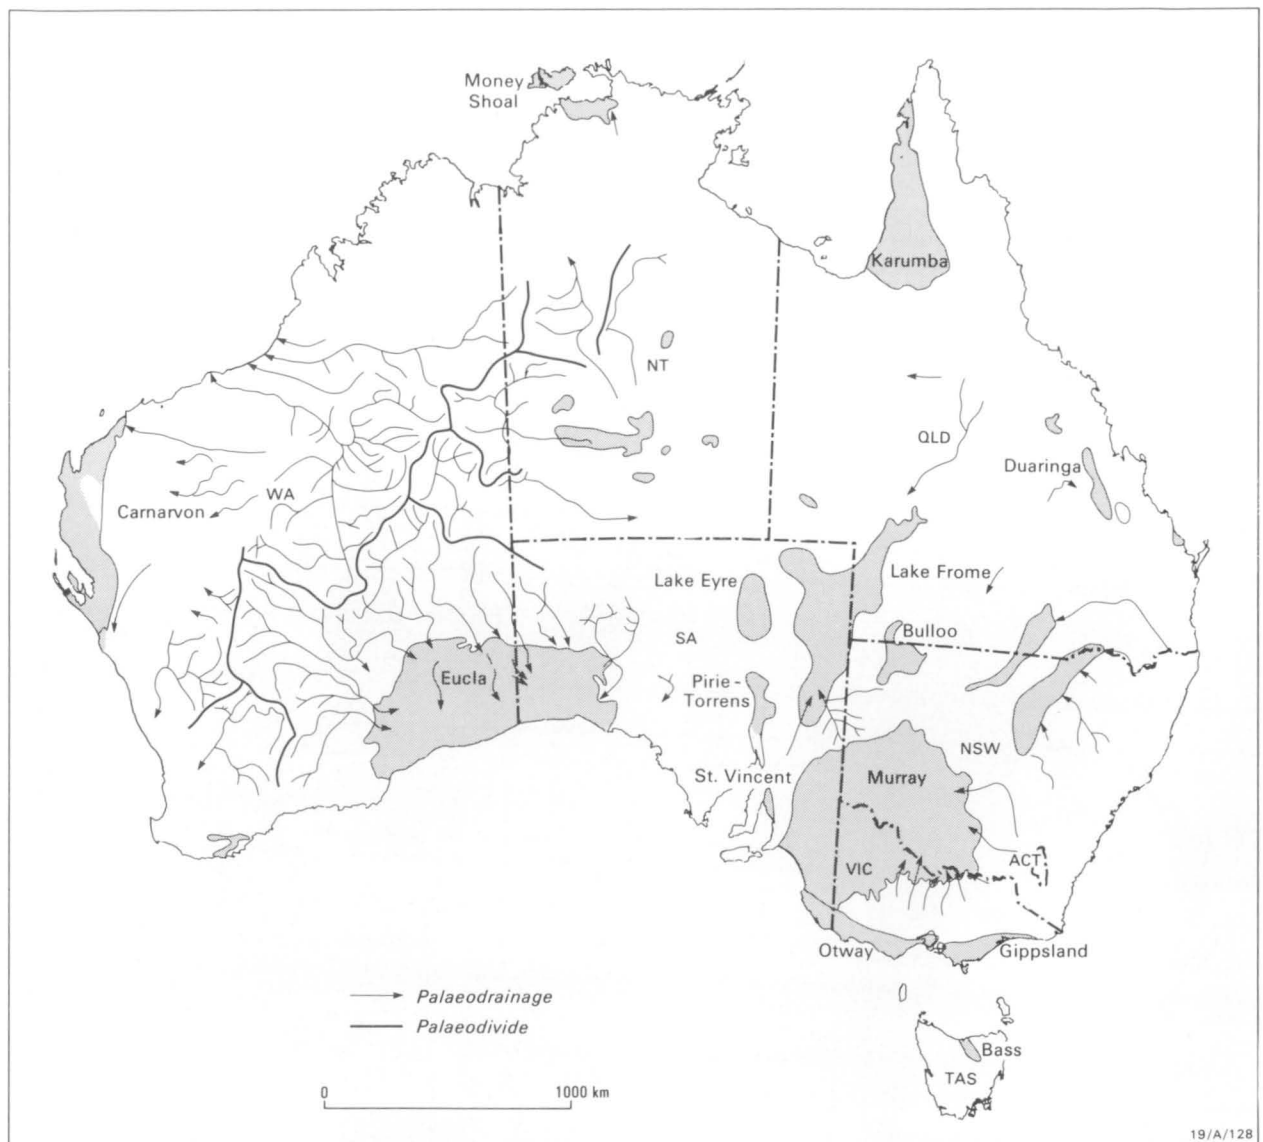 Money
Shoal
Karumba
NT
QLD
Duaringa
WA
Carnarvon
Lake Eyre
Lake Frome
SA
Bulloo
Eucla
Pirie -
Torrens
NSW
St. Vincent
Murray
VIC
ACT
Otway
Gippsland
Palaeodrainage
Palaeodivide
Bass
TAS
0
1000 km
19/A/128